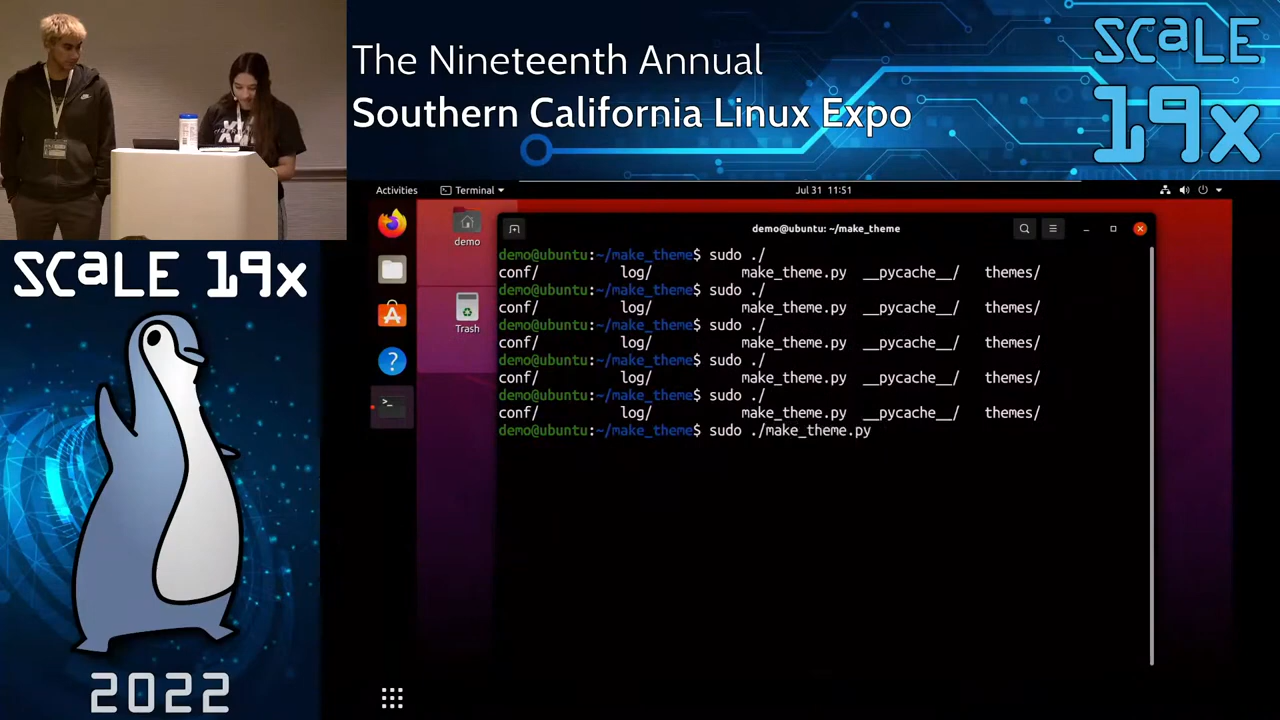 The Nineteenth Annual
Southern California Linux Expo
SCaLE
19x
SCaLE 19x
2022
Activities
Terminal
Jul 31 11:51
demo
Trash
demo@ubuntu: ~/make_theme
demo@ubuntu:~/make_theme$ sudo ./
conf/ log/ make_theme.py __pycache__/ themes/
demo@ubuntu:~/make_theme$ sudo ./
conf/ log/ make_theme.py __pycache__/ themes/
demo@ubuntu:~/make_theme$ sudo ./
conf/ log/ make_theme.py __pycache__/ themes/
demo@ubuntu:~/make_theme$ sudo ./
conf/ log/ make_theme.py __pycache__/ themes/
demo@ubuntu:~/make_theme$ sudo ./
conf/ log/ make_theme.py __pycache__/ themes/
demo@ubuntu:~/make_theme$ sudo ./make_theme.py